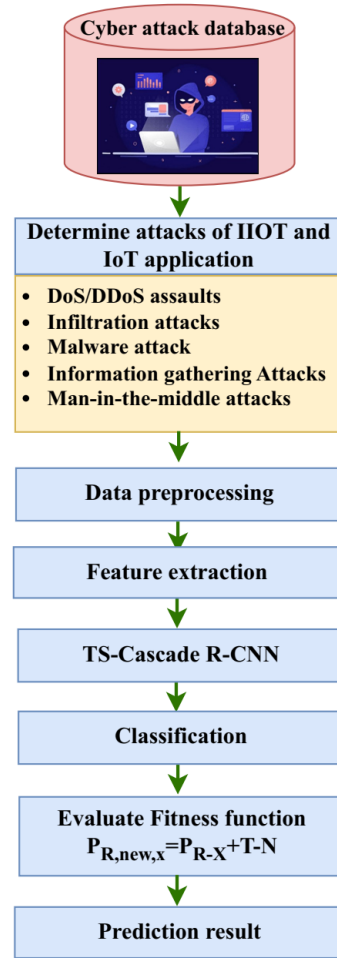 Cyber attack database
Determine attacks of IIOT and
IoT application
• DoS/DDoS assaults
• Infiltration attacks
• Malware attack
• Information gathering Attacks
• Man-in-the-middle attacks
Data preprocessing
Feature extraction
TS-Cascade R-CNN
Classification
Evaluate Fitness function
P_{R,new,x}=P_{R-X}+T-N
Prediction result